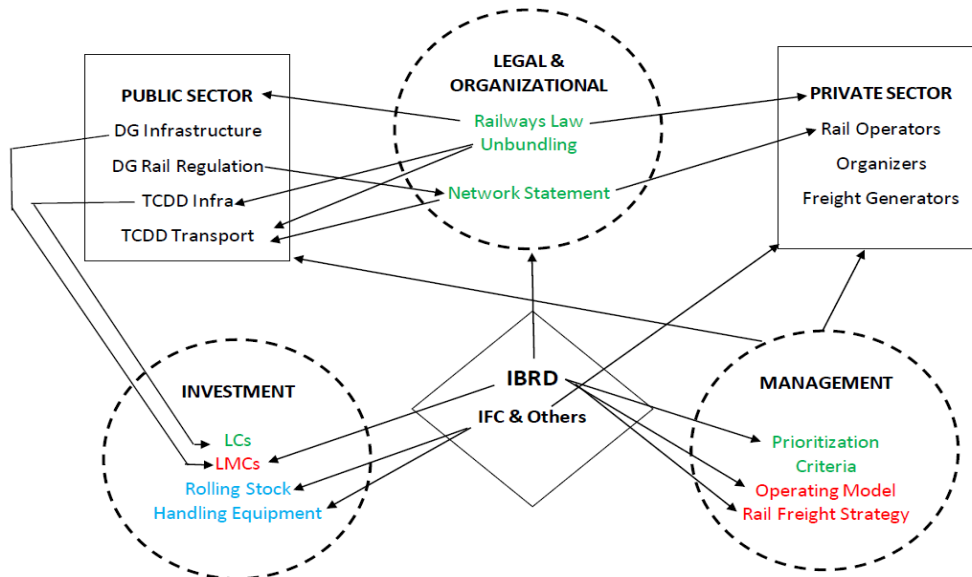 LEGAL &
ORGANIZATIONAL
Railways Law
Unbundling
Network Statement
PUBLIC SECTOR
DG Infrastructure
DG Rail Regulation
TCDD Infra
TCDD Transport
PRIVATE SECTOR
Rail Operators
Organizers
Freight Generators
INVESTMENT
LCs
LMCs
Rolling Stock
Handling Equipment
IBRD
IFC & Others
MANAGEMENT
Prioritization
Criteria
Operating Model
Rail Freight Strategy